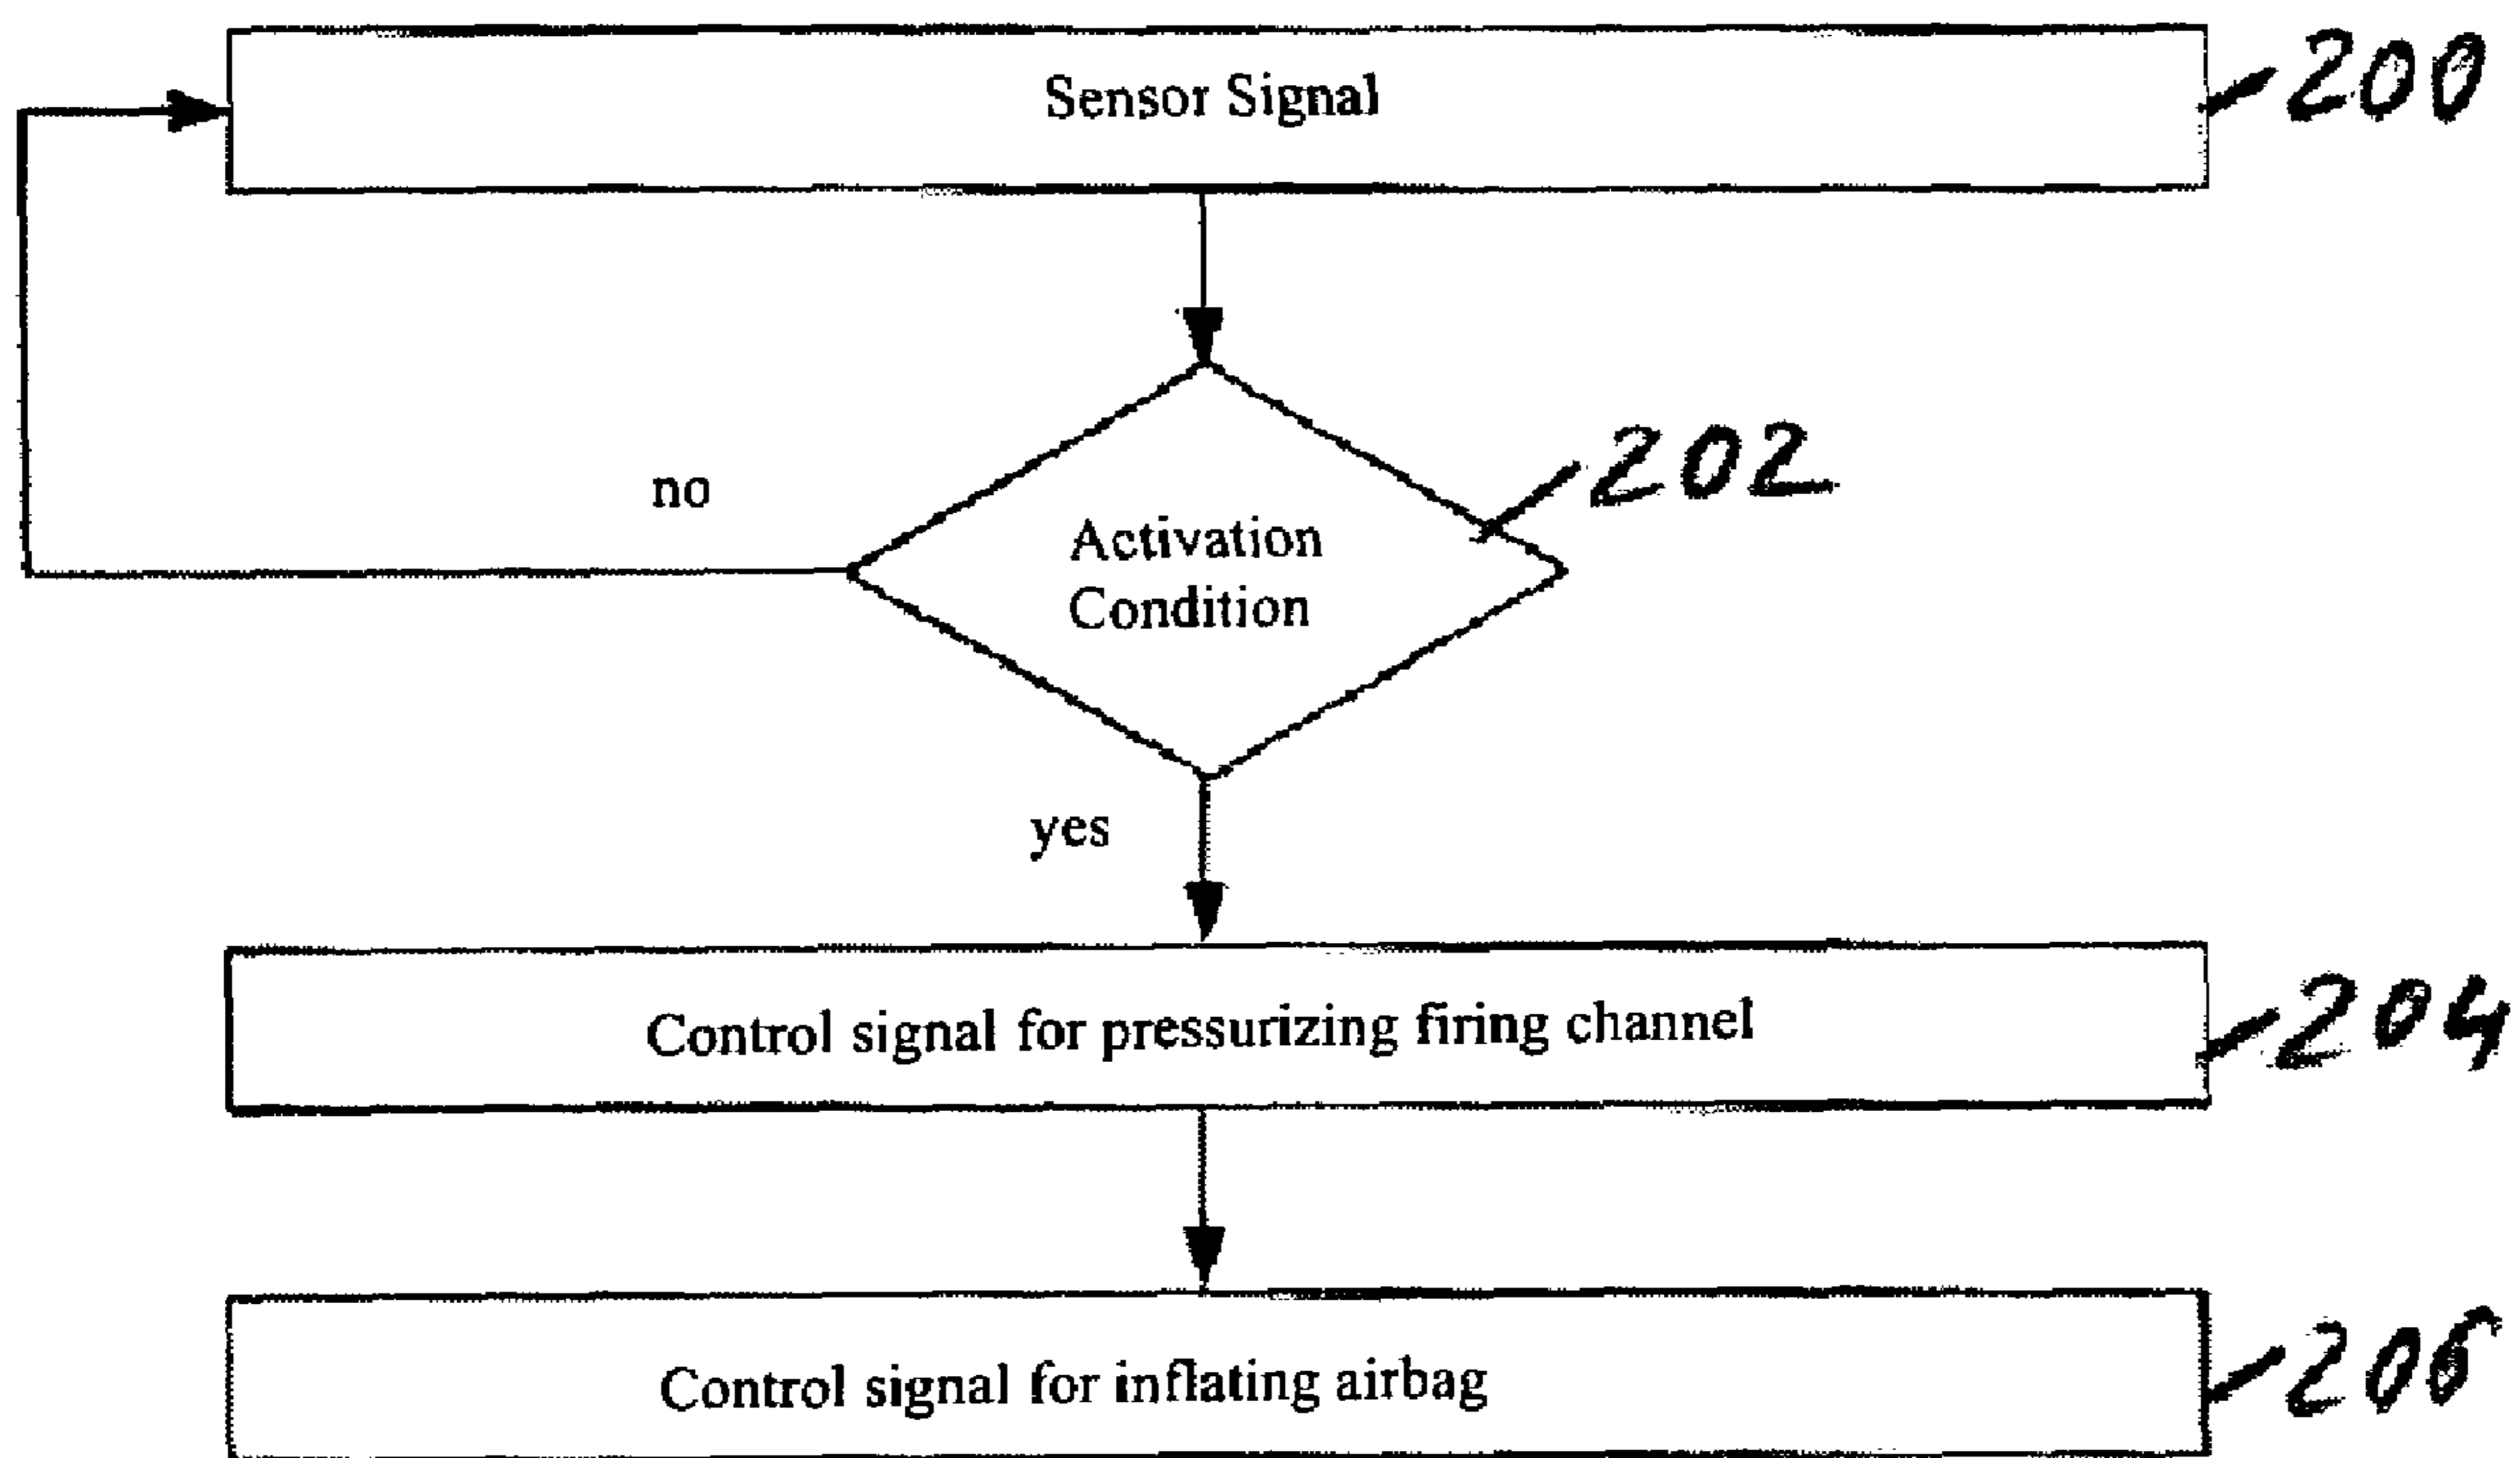 Sensor Signal
200
no
202
Activation
Condition
yes
Control signal for pressurizing firing channel
204
Control signal for inflating airbag
206